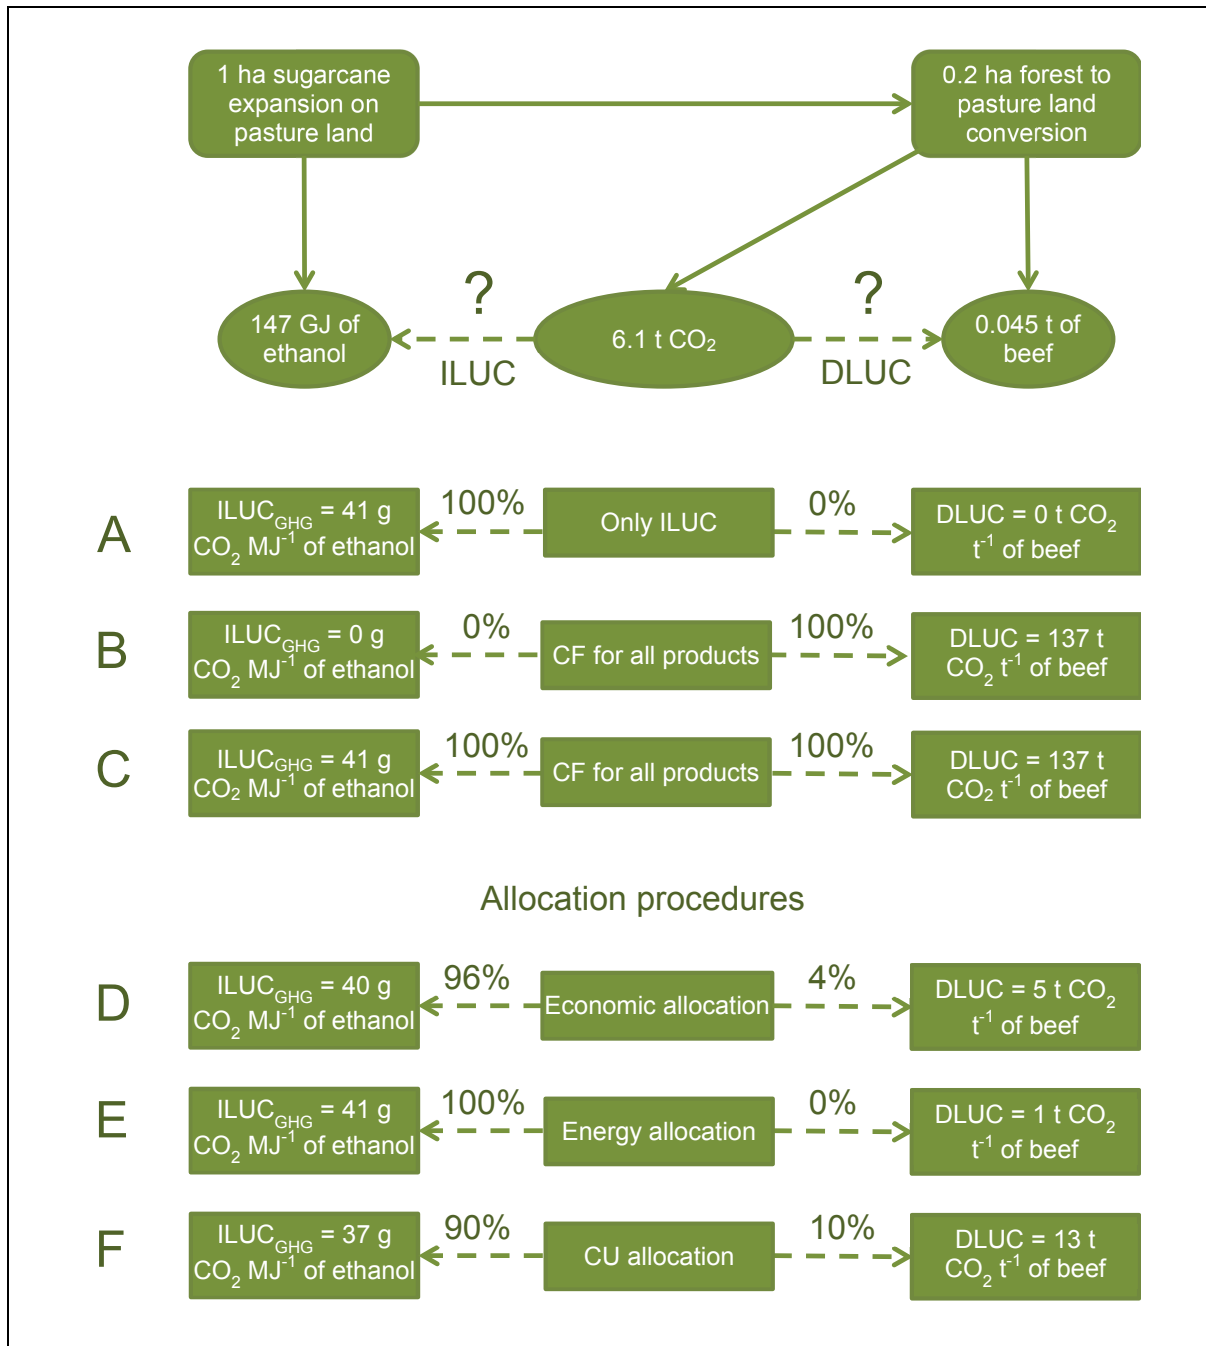 1 ha sugarcane
expansion on
pasture land
0.2 ha forest to
pasture land
conversion
?
?
147 GJ of
ethanol
6.1 t CO₂
0.045 t of
beef
ILUC
DLUC
A
ILUC_GHG = 41 g
CO₂ MJ⁻¹ of ethanol
100%
Only ILUC
0%
DLUC = 0 t CO₂
t⁻¹ of beef
B
ILUC_GHG = 0 g
CO₂ MJ⁻¹ of ethanol
0%
CF for all products
100%
DLUC = 137 t
CO₂ t⁻¹ of beef
C
ILUC_GHG = 41 g
CO₂ MJ⁻¹ of ethanol
100%
CF for all products
100%
DLUC = 137 t
CO₂ t⁻¹ of beef
Allocation procedures
D
ILUC_GHG = 40 g
CO₂ MJ⁻¹ of ethanol
96%
Economic allocation
4%
DLUC = 5 t CO₂
t⁻¹ of beef
E
ILUC_GHG = 41 g
CO₂ MJ⁻¹ of ethanol
100%
Energy allocation
0%
DLUC = 1 t CO₂
t⁻¹ of beef
F
ILUC_GHG = 37 g
CO₂ MJ⁻¹ of ethanol
90%
CU allocation
10%
DLUC = 13 t
CO₂ t⁻¹ of beef